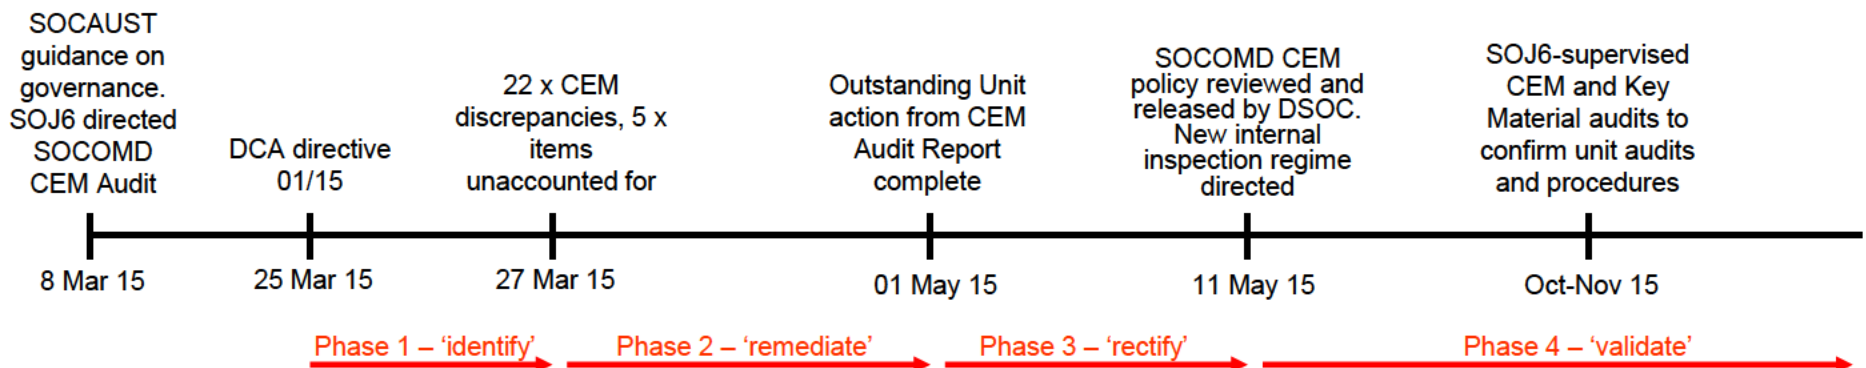 SOCAUST
guidance on
governance.
SOJ6 directed
SOCOMD
CEM Audit
DCA directive
01/15
22 x CEM
discrepancies, 5 x
items
unaccounted for
Outstanding Unit
action from CEM
Audit Report
complete
SOCOMD CEM
policy reviewed and
released by DSOC.
New internal
inspection regime
directed
SOJ6-supervised
CEM and Key
Material audits to
confirm unit audits
and procedures
8 Mar 15
25 Mar 15
27 Mar 15
01 May 15
11 May 15
Oct-Nov 15
Phase 1 – ‘identify’
Phase 2 – ‘remediate’
Phase 3 – ‘rectify’
Phase 4 – ‘validate’